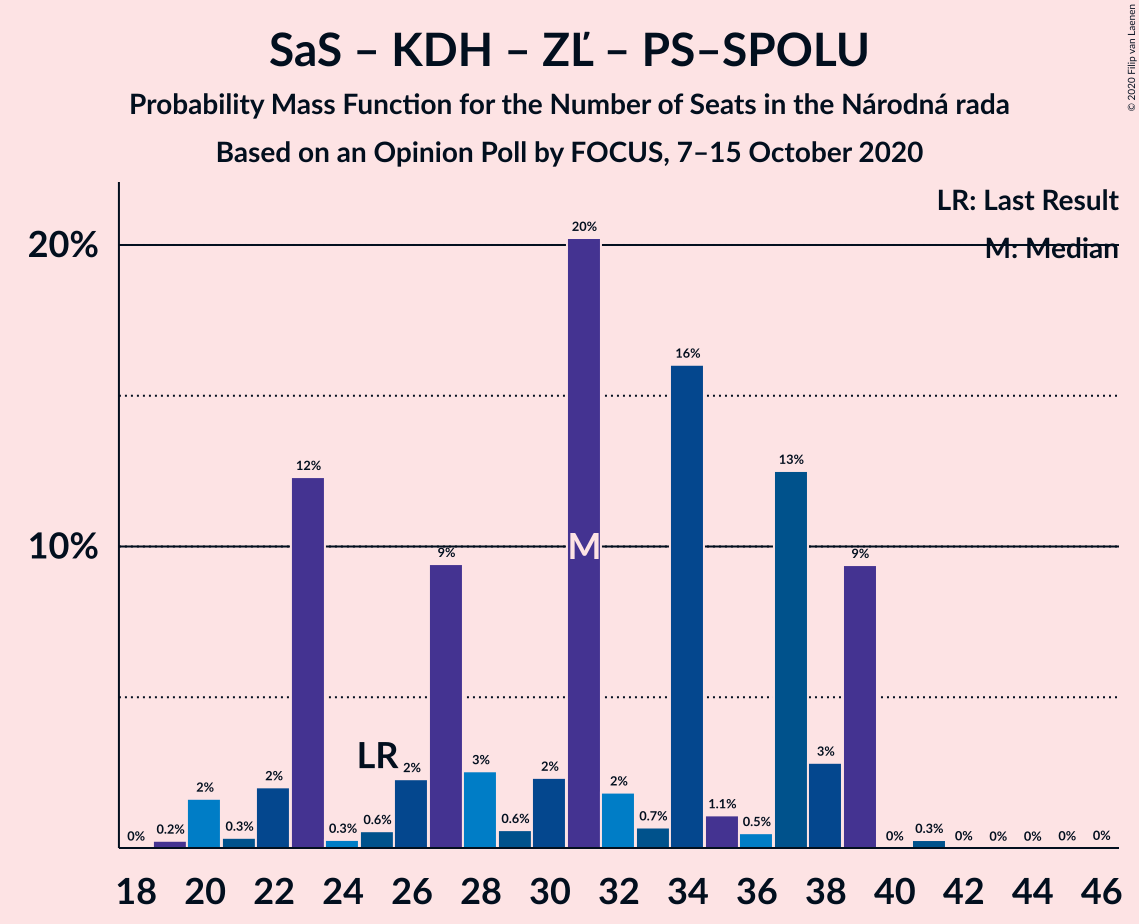 SaS – KDH – ZĽ – PS–SPOLU
Probability Mass Function for the Number of Seats in the Národná rada
Based on an Opinion Poll by FOCUS, 7–15 October 2020
© 2020 Filip van Laenen
LR: Last Result
M: Median
20%
10%
0% 0.2% 2% 0.3% 2% 12% 0.3% 0.6% 2% 9% 3% 0.6% 2% 20% 2% 0.7% 16% 1.1% 0.5% 13% 3% 9% 0% 0.3% 0% 0% 0% 0% 0%
LR
M
18 20 22 24 26 28 30 32 34 36 38 40 42 44 46